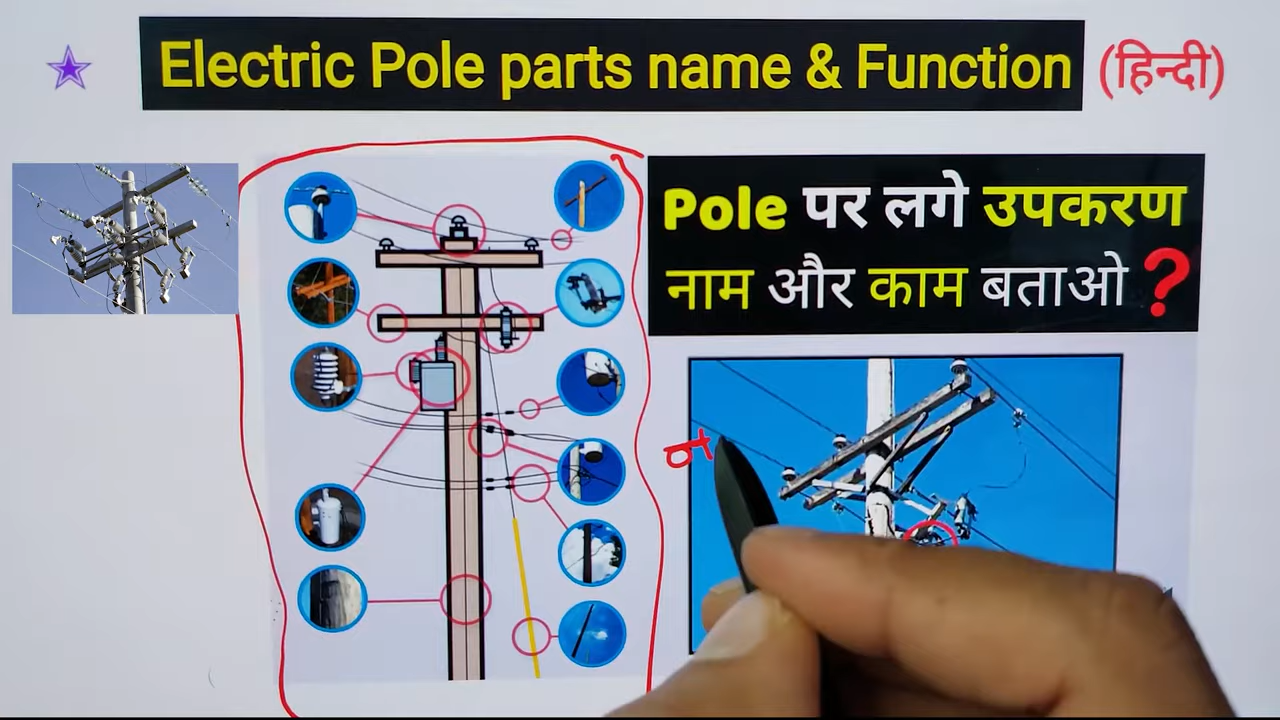 Electric Pole parts name & Function (हिन्दी)
Pole पर लगे उपकरण
नाम और काम बताओ ?